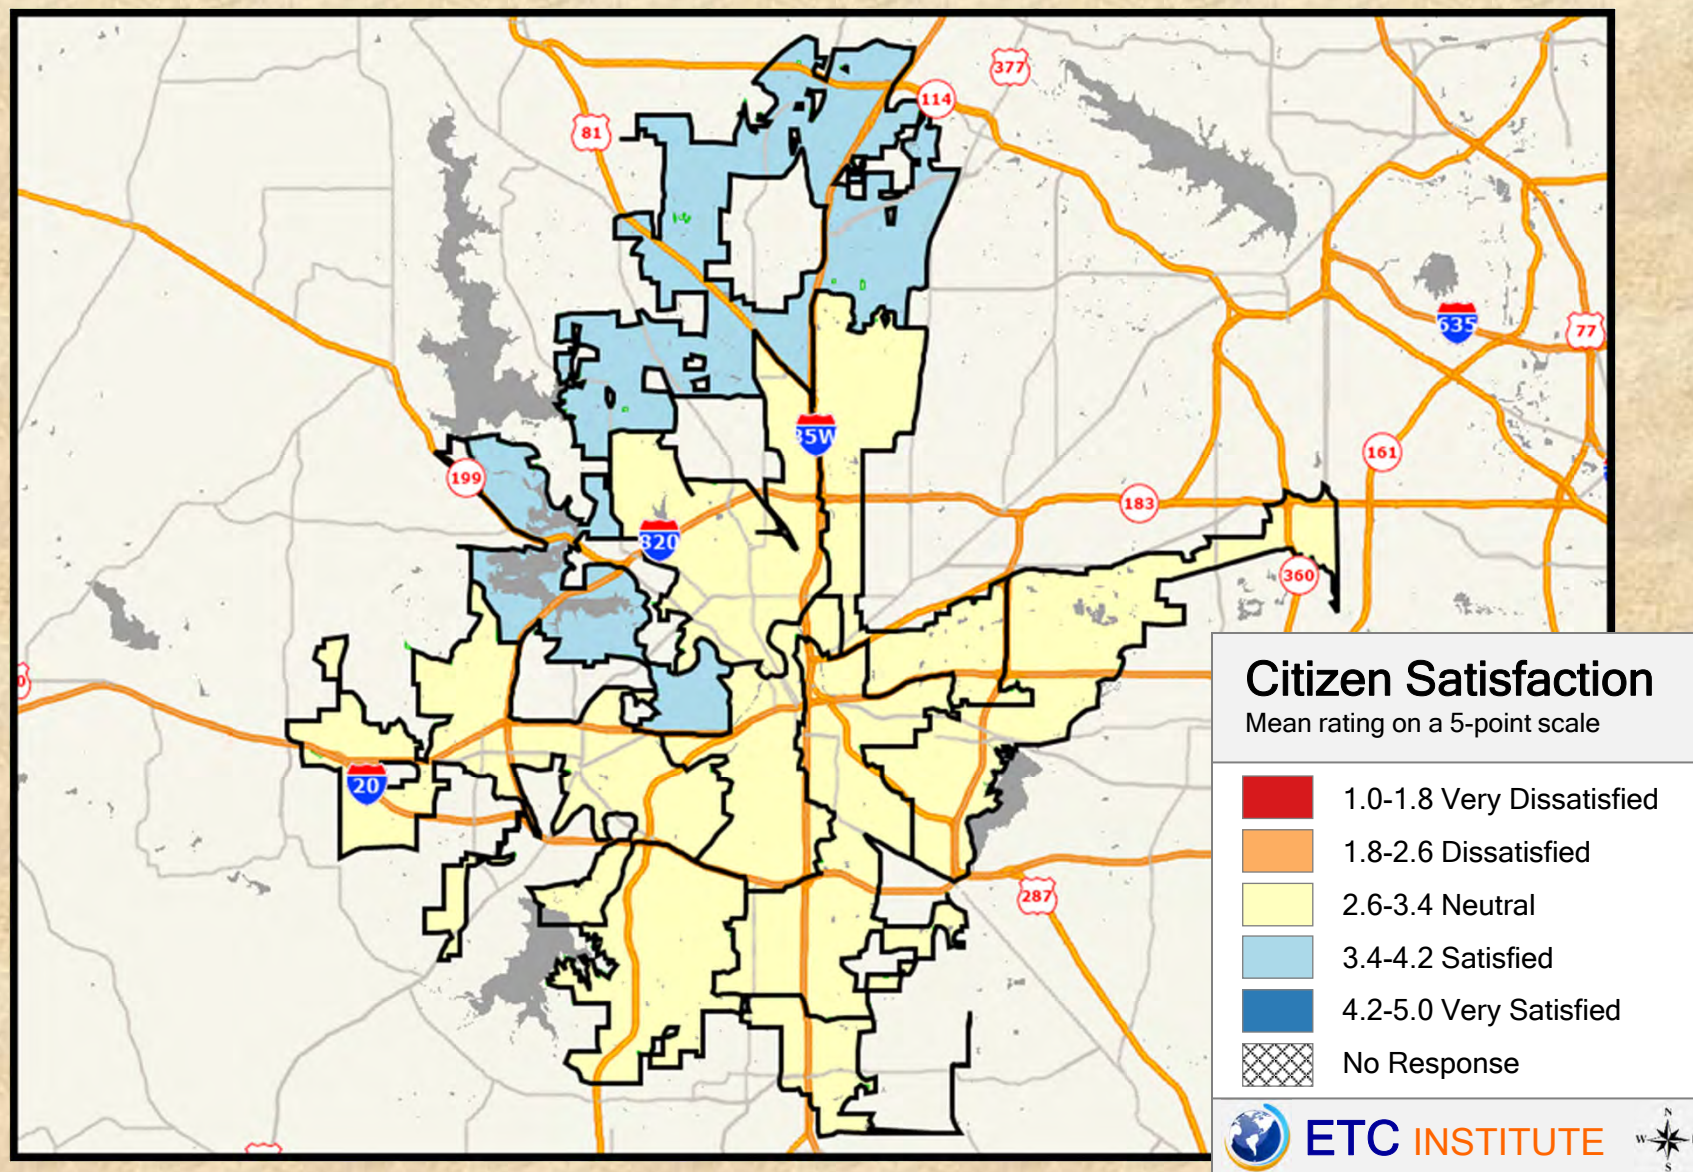 377
114
81
635
77
35W
199
161
183
820
360
Citizen Satisfaction
Mean rating on a 5-point scale
20
1.0-1.8 Very Dissatisfied
1.8-2.6 Dissatisfied
287
2.6-3.4 Neutral
3.4-4.2 Satisfied
4.2-5.0 Very Satisfied
No Response
ETC INSTITUTE
N
W
S